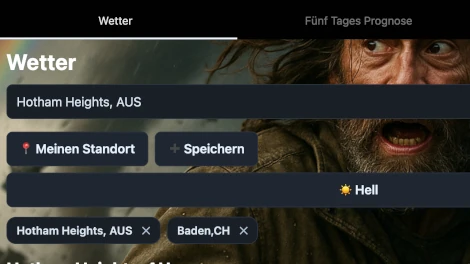 Wetter
Fünf Tages Prognose
Wetter
Hotham Heights, AUS
Meinen Standort
Speichern
Hell
Hotham Heights, AUS
Baden,CH